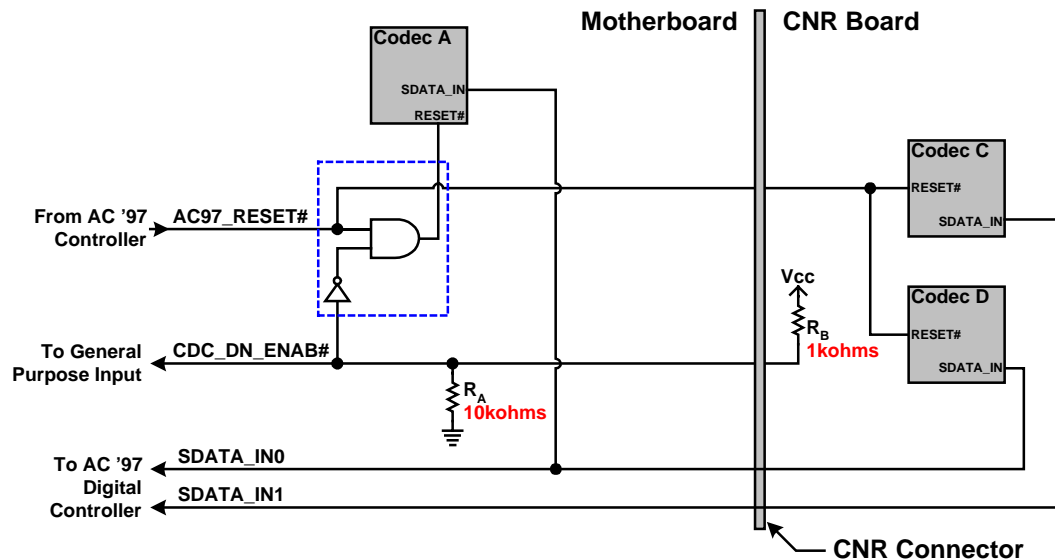 Motherboard
CNR Board
Codec A
SDATA_IN
RESET#
Codec C
RESET#
SDATA_IN
From AC '97
Controller
AC97_RESET#
Vcc
RB
1kohms
Codec D
RESET#
SDATA_IN
To General
Purpose Input
CDC_DN_ENAB#
RA
10kohms
To AC '97
Digital
Controller
SDATA_IN0
SDATA_IN1
CNR Connector